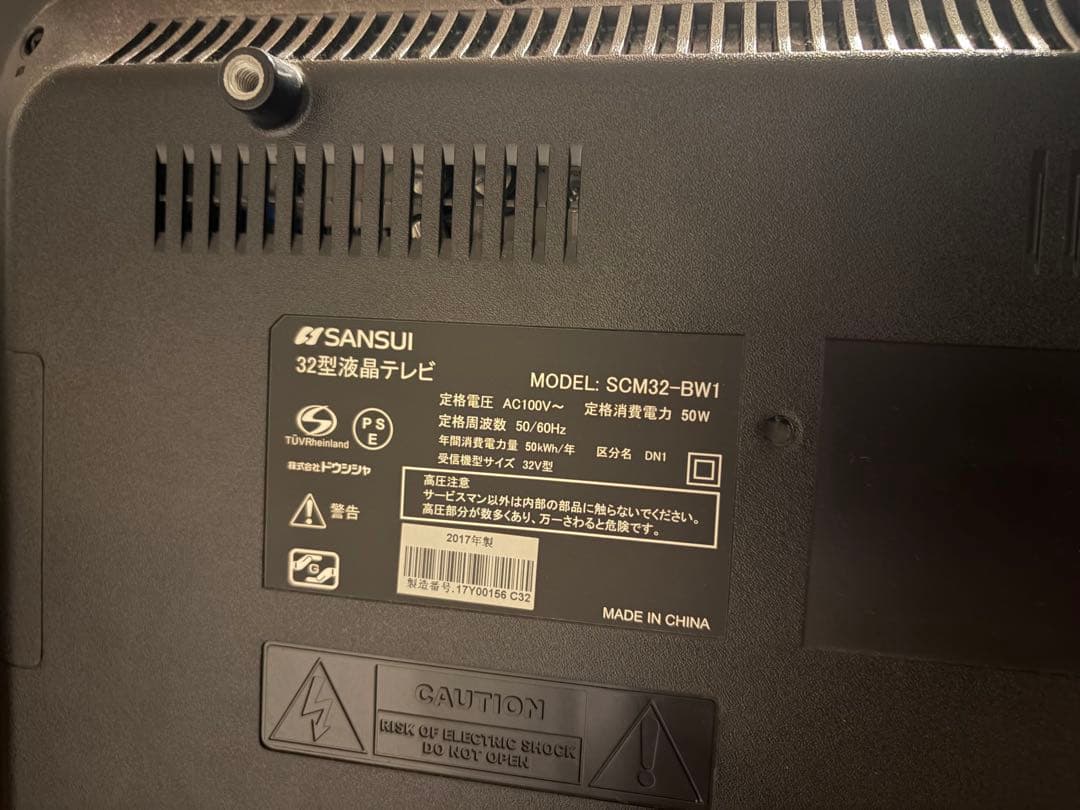 SANSUI
32型液晶テレビ
MODEL: SCM32-BW1
定格電圧 AC100V～ 定格消費電力 50W
定格周波数 50/60Hz
年間消費電力量 50kWh/年 区分名 DN1
受信機型サイズ 32V型
TÜVRheinland
PS
E
株式会社ドウシシャ
高圧注意
サービスマン以外は内部の部品に触らないでください。
高圧部分が数多くあり、万一さわると危険です。
警告
G
2017年製
製造番号.17Y00156 C32
MADE IN CHINA
CAUTION
RISK OF ELECTRIC SHOCK
DO NOT OPEN